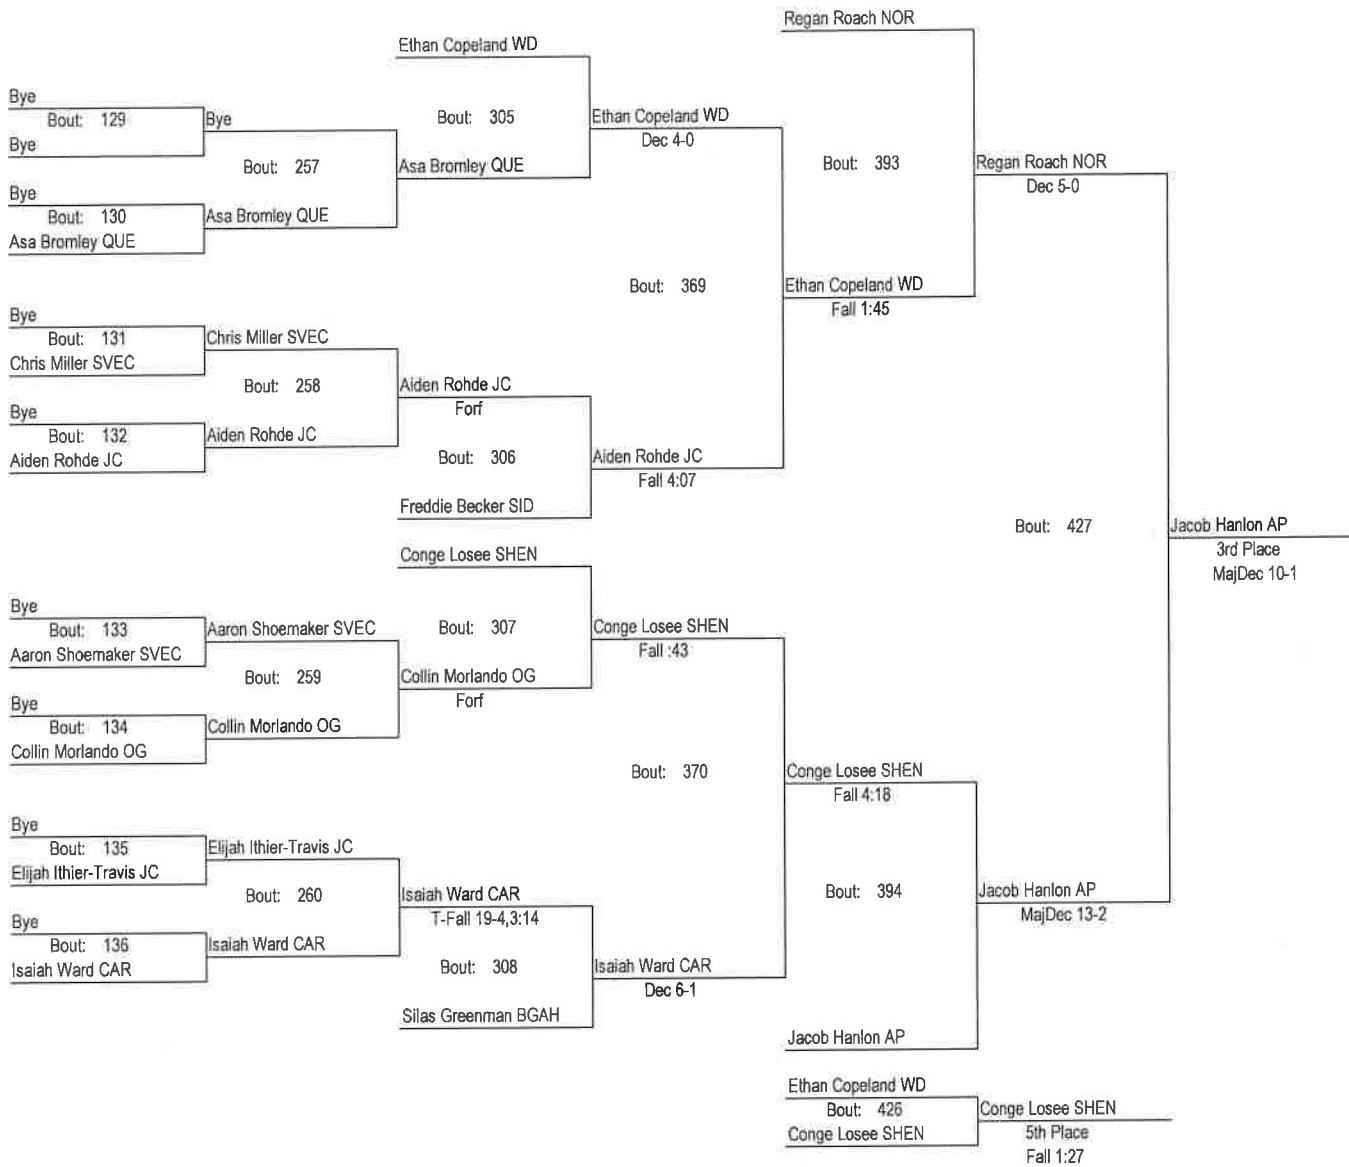 Regan Roach NOR
Ethan Copeland WD
Bye
Bout: 129
Bye
Bye
Bout: 305
Ethan Copeland WD
Dec 4-0
Bout: 257
Asa Bromley QUE
Bout: 393
Regan Roach NOR
Dec 5-0
Bye
Bout: 130
Asa Bromley QUE
Asa Bromley QUE
Bout: 369
Ethan Copeland WD
Fall 1:45
Bye
Bout: 131
Chris Miller SVEC
Chris Miller SVEC
Bout: 258
Aiden Rohde JC
Forf
Bye
Bout: 132
Aiden Rohde JC
Aiden Rohde JC
Bout: 306
Aiden Rohde JC
Fall 4:07
Freddie Becker SID
Bout: 427
Jacob Hanlon AP
3rd Place
MajDec 10-1
Conge Losee SHEN
Bye
Bout: 133
Aaron Shoemaker SVEC
Aaron Shoemaker SVEC
Bout: 307
Conge Losee SHEN
Fall :43
Bout: 259
Collin Morlando OG
Forf
Bye
Bout: 134
Collin Morlando OG
Collin Morlando OG
Bout: 370
Conge Losee SHEN
Fall 4:18
Bye
Bout: 135
Elijah Ithier-Travis JC
Elijah Ithier-Travis JC
Bout: 260
Isaiah Ward CAR
T-Fall 19-4,3:14
Bout: 394
Jacob Hanlon AP
MajDec 13-2
Bye
Bout: 136
Isaiah Ward CAR
Isaiah Ward CAR
Bout: 308
Isaiah Ward CAR
Dec 6-1
Silas Greenman BGAH
Jacob Hanlon AP
Ethan Copeland WD
Bout: 426
Conge Losee SHEN
Conge Losee SHEN
5th Place
Fall 1:27